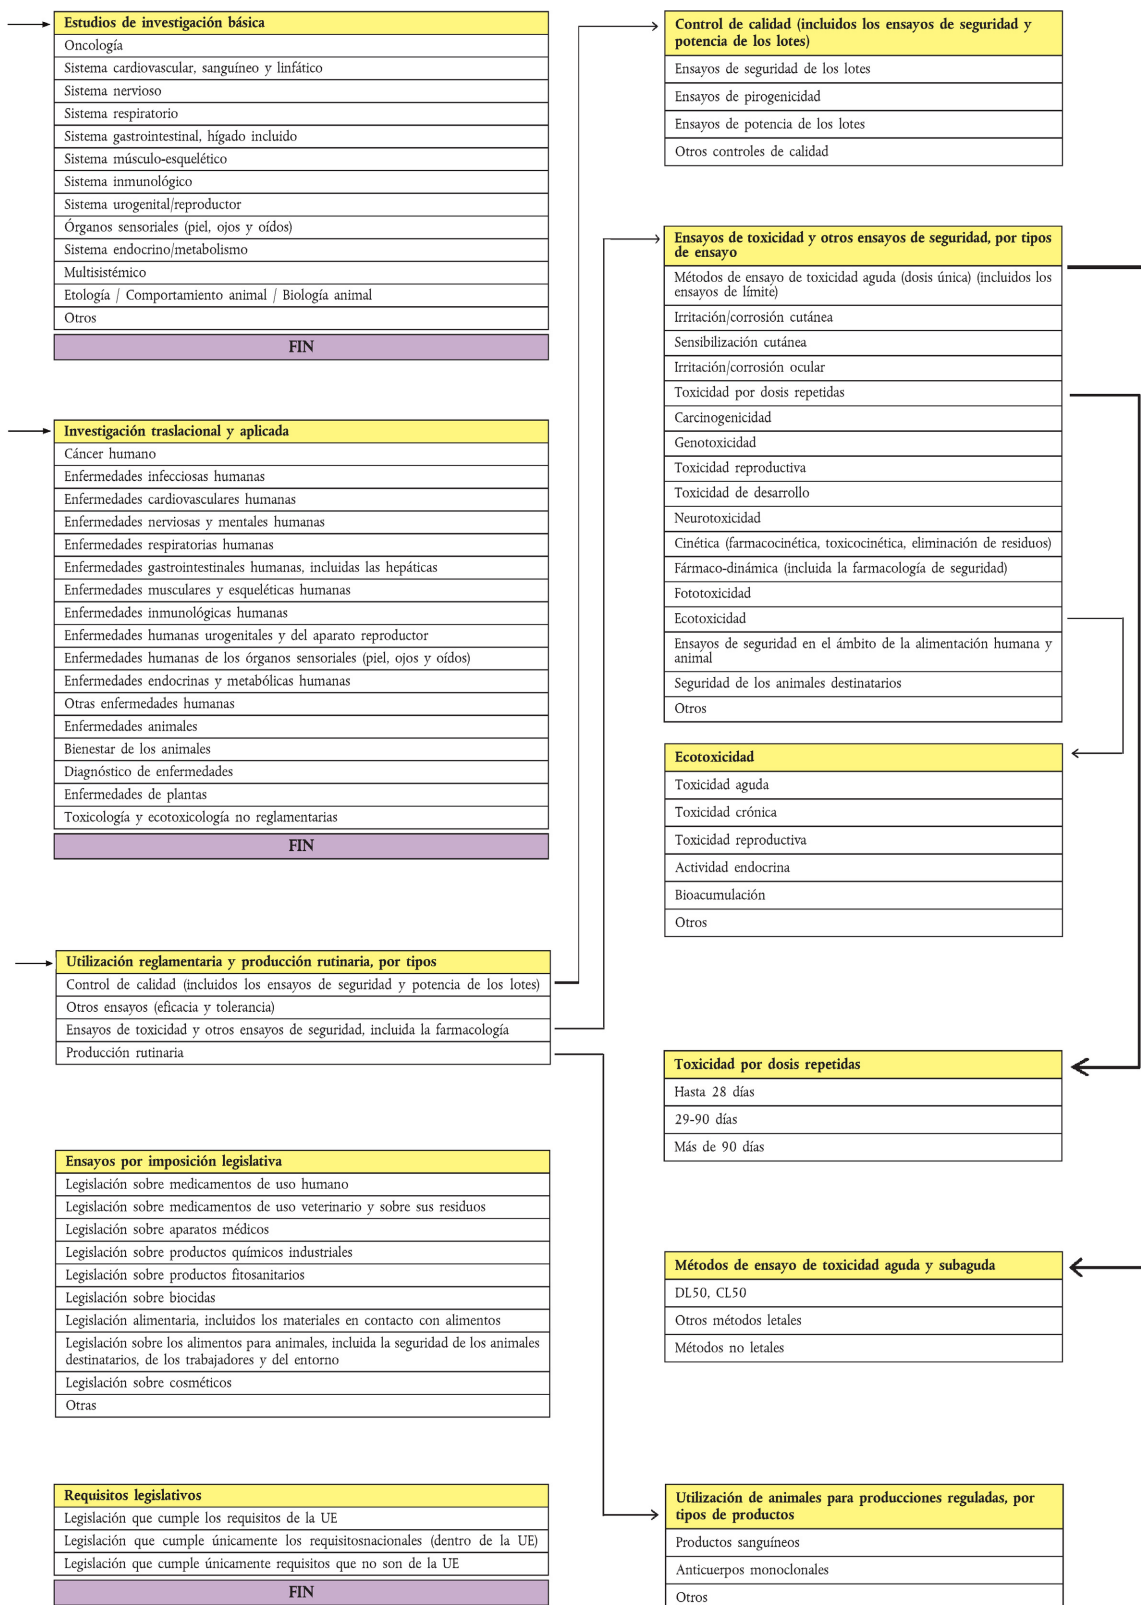 Estudios de investigación básica
Oncología
Sistema cardiovascular, sanguíneo y linfático
Sistema nervioso
Sistema respiratorio
Sistema gastrointestinal, hígado incluido
Sistema músculo-esquelético
Sistema inmunológico
Sistema urogenital/reproductor
Órganos sensoriales (piel, ojos y oídos)
Sistema endocrino/metabolismo
Multisistémico
Etología / Comportamiento animal / Biología animal
Otros
FIN
Investigación traslacional y aplicada
Cáncer humano
Enfermedades infecciosas humanas
Enfermedades cardiovasculares humanas
Enfermedades nerviosas y mentales humanas
Enfermedades respiratorias humanas
Enfermedades gastrointestinales humanas, incluidas las hepáticas
Enfermedades musculares y esqueléticas humanas
Enfermedades inmunológicas humanas
Enfermedades humanas urogenitales y del aparato reproductor
Enfermedades humanas de los órganos sensoriales (piel, ojos y oídos)
Enfermedades endocrinas y metabólicas humanas
Otras enfermedades humanas
Enfermedades animales
Bienestar de los animales
Diagnóstico de enfermedades
Enfermedades de plantas
Toxicología y ecotoxicología no reglamentarias
FIN
Utilización reglamentaria y producción rutinaria, por tipos
Control de calidad (incluidos los ensayos de seguridad y potencia de los lotes)
Otros ensayos (eficacia y tolerancia)
Ensayos de toxicidad y otros ensayos de seguridad, incluida la farmacología
Producción rutinaria
Ensayos por imposición legislativa
Legislación sobre medicamentos de uso humano
Legislación sobre medicamentos de uso veterinario y sobre sus residuos
Legislación sobre aparatos médicos
Legislación sobre productos químicos industriales
Legislación sobre productos fitosanitarios
Legislación sobre biocidas
Legislación alimentaria, incluidos los materiales en contacto con alimentos
Legislación sobre los alimentos para animales, incluida la seguridad de los animales
destinatarios, de los trabajadores y del entorno
Legislación sobre cosméticos
Otras
Requisitos legislativos
Legislación que cumple los requisitos de la UE
Legislación que cumple únicamente los requisitosnacionales (dentro de la UE)
Legislación que cumple únicamente requisitos que no son de la UE
FIN
Control de calidad (incluidos los ensayos de seguridad y
potencia de los lotes)
Ensayos de seguridad de los lotes
Ensayos de pirogenicidad
Ensayos de potencia de los lotes
Otros controles de calidad
Ensayos de toxicidad y otros ensayos de seguridad, por tipos
de ensayo
Métodos de ensayo de toxicidad aguda (dosis única) (incluidos los
ensayos de límite)
Irritación/corrosión cutánea
Sensibilización cutánea
Irritación/corrosión ocular
Toxicidad por dosis repetidas
Carcinogenicidad
Genotoxicidad
Toxicidad reproductiva
Toxicidad de desarrollo
Neurotoxicidad
Cinética (farmacocinética, toxicocinética, eliminación de residuos)
Fármaco-dinámica (incluida la farmacología de seguridad)
Fototoxicidad
Ecotoxicidad
Ensayos de seguridad en el ámbito de la alimentación humana y
animal
Seguridad de los animales destinatarios
Otros
Ecotoxicidad
Toxicidad aguda
Toxicidad crónica
Toxicidad reproductiva
Actividad endocrina
Bioacumulación
Otros
Toxicidad por dosis repetidas
Hasta 28 días
29-90 días
Más de 90 días
Métodos de ensayo de toxicidad aguda y subaguda
DL50, CL50
Otros métodos letales
Métodos no letales
Utilización de animales para producciones reguladas, por
tipos de productos
Productos sanguíneos
Anticuerpos monoclonales
Otros